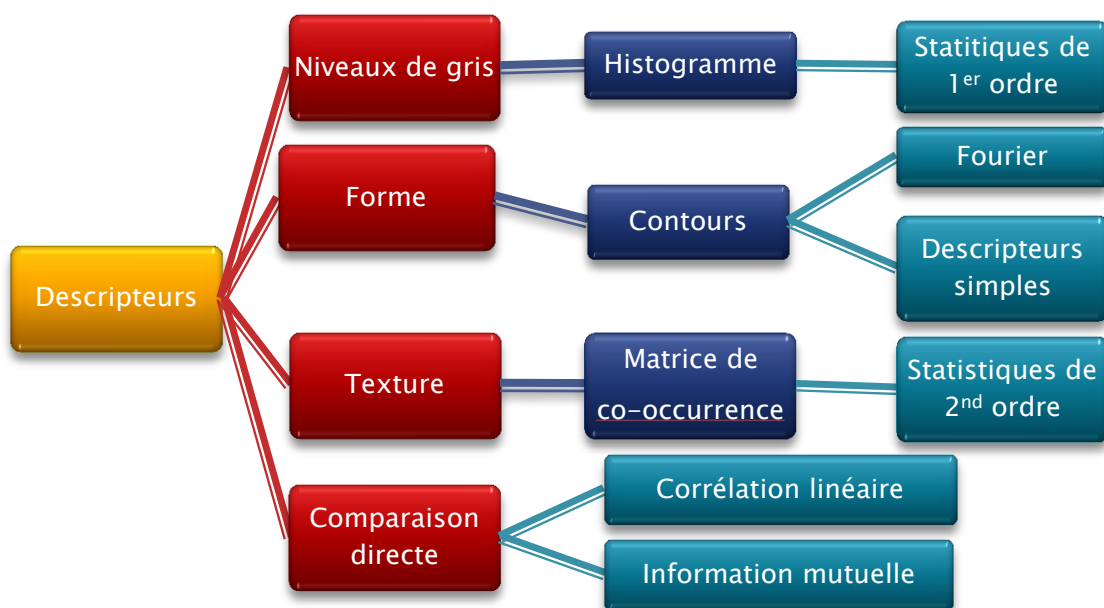 Niveaux de gris
Histogramme
Statitiques de
1er ordre
Forme
Contours
Fourier
Descripteurs
simples
Descripteurs
Texture
Matrice de
co-occurrence
Statistiques de
2nd ordre
Comparaison
directe
Corrélation linéaire
Information mutuelle